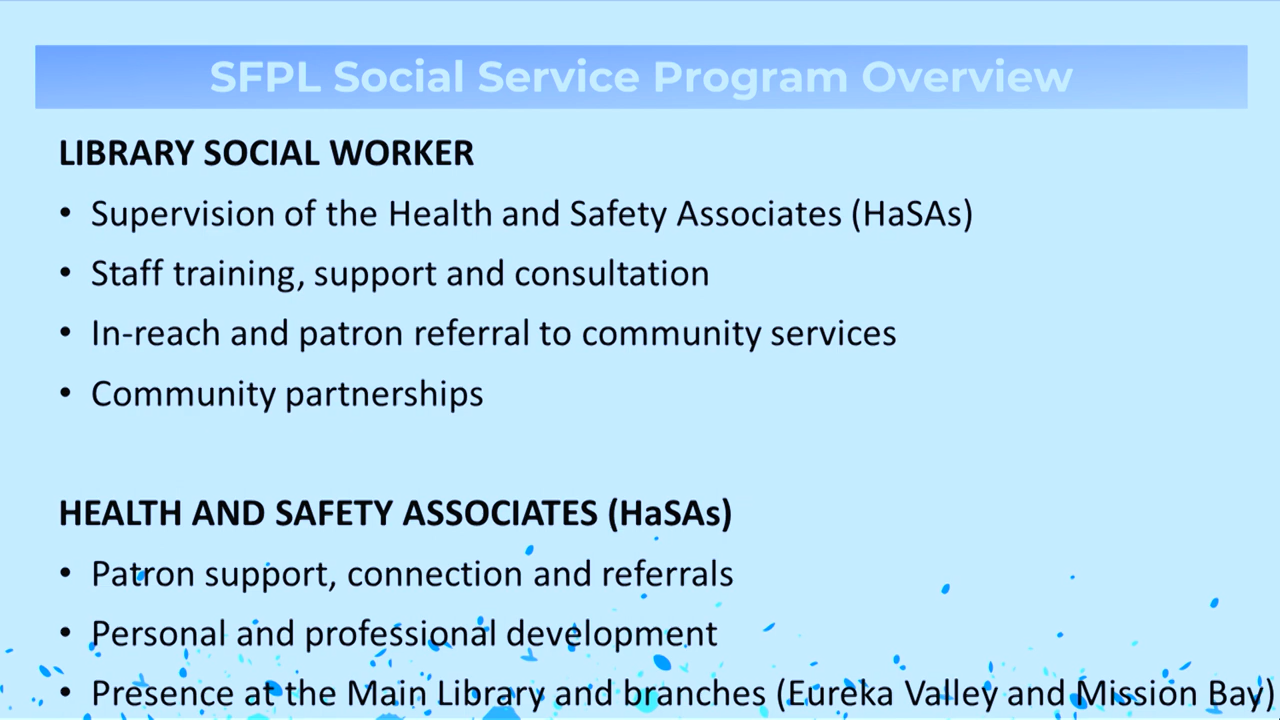 SFPL Social Service Program Overview
LIBRARY SOCIAL WORKER
• Supervision of the Health and Safety Associates (HaSAs)
• Staff training, support and consultation
• In-reach and patron referral to community services
• Community partnerships
HEALTH AND SAFETY ASSOCIATES (HaSAs)
• Patron support, connection and referrals
• Personal and professional development
• Presence at the Main Library and branches (Eureka Valley and Mission Bay)